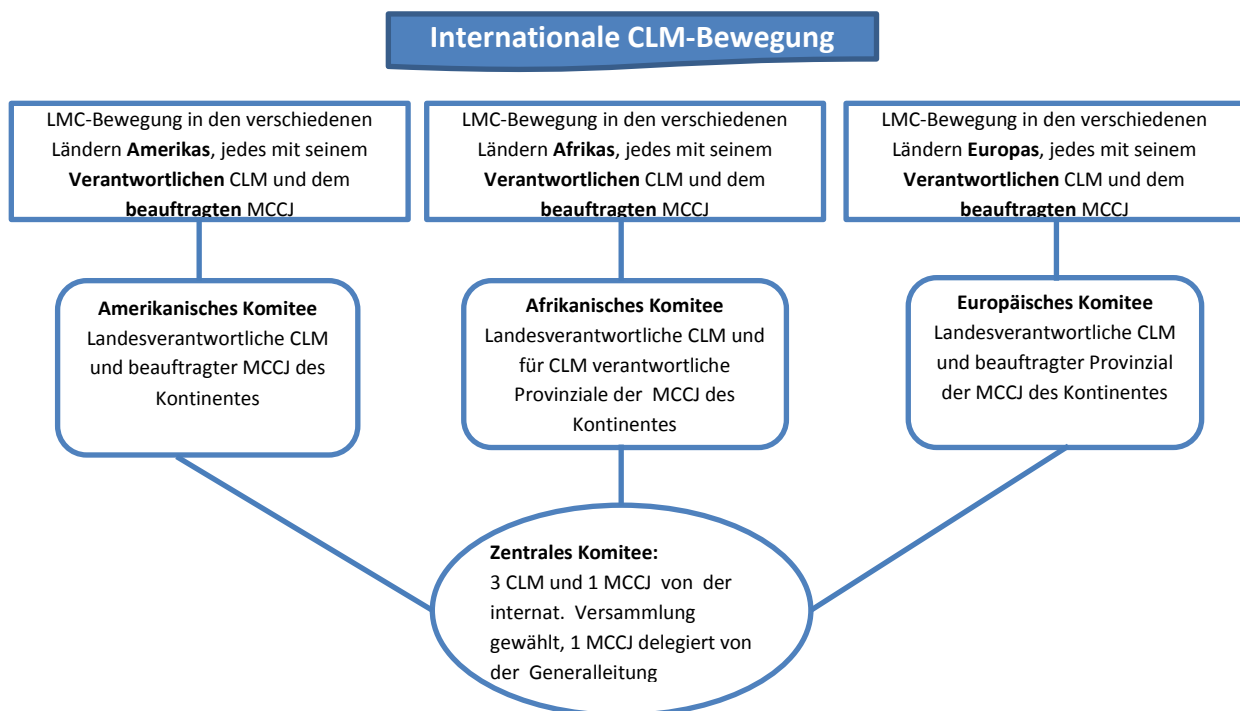 Internationale CLM-Bewegung
LMC-Bewegung in den verschiedenen
Ländern Amerikas, jedes mit seinem
Verantwortlichen CLM und dem
beauftragten MCCJ
LMC-Bewegung in den verschiedenen
Ländern Afrikas, jedes mit seinem
Verantwortlichen CLM und dem
beauftragten MCCJ
LMC-Bewegung in den verschiedenen
Ländern Europas, jedes mit seinem
Verantwortlichen CLM und dem
beauftragten MCCJ
Amerikanisches Komitee
Landesverantwortliche CLM
und beauftragter MCCJ des
Kontinentes
Afrikanisches Komitee
Landesverantwortliche CLM und
für CLM verantwortliche
Provinziale der MCCJ des
Kontinentes
Europäisches Komitee
Landesverantwortliche CLM
und beauftragter Provinzial
der MCCJ des Kontinentes
Zentrales Komitee:
3 CLM und 1 MCCJ von der
internat. Versammlung
gewählt, 1 MCCJ delegiert von
der Generalleitung